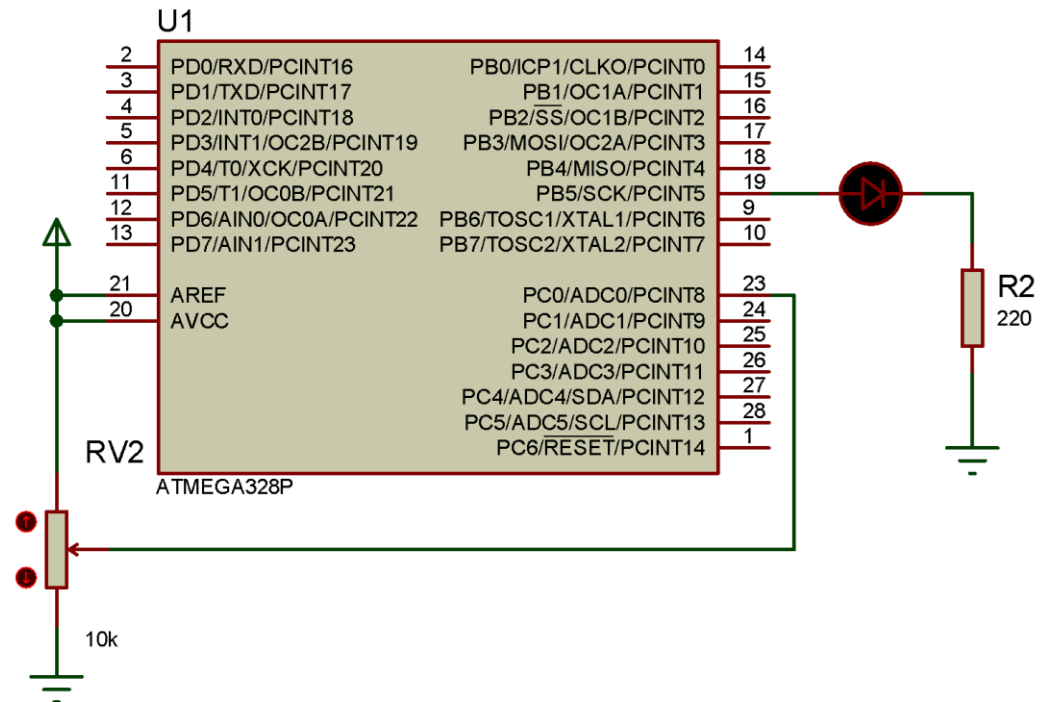 U1
2 PD0/RXD/PCINT16
3 PD1/TXD/PCINT17
4 PD2/INT0/PCINT18
5 PD3/INT1/OC2B/PCINT19
6 PD4/T0/XCK/PCINT20
11 PD5/T1/OC0B/PCINT21
12 PD6/AIN0/OC0A/PCINT22
13 PD7/AIN1/PCINT23
21 AREF
20 AVCC
PB0/ICP1/CLKO/PCINT0 14
PB1/OC1A/PCINT1 15
PB2/SS/OC1B/PCINT2 16
PB3/MOSI/OC2A/PCINT3 17
PB4/MISO/PCINT4 18
PB5/SCK/PCINT5 19
PB6/TOSC1/XTAL1/PCINT6 9
PB7/TOSC2/XTAL2/PCINT7 10
PC0/ADC0/PCINT8 23
PC1/ADC1/PCINT9 24
PC2/ADC2/PCINT10 25
PC3/ADC3/PCINT11 26
PC4/ADC4/SDA/PCINT12 27
PC5/ADC5/SCL/PCINT13 28
PC6/RESET/PCINT14 1
ATMEGA328P
R2
220
RV2
10k